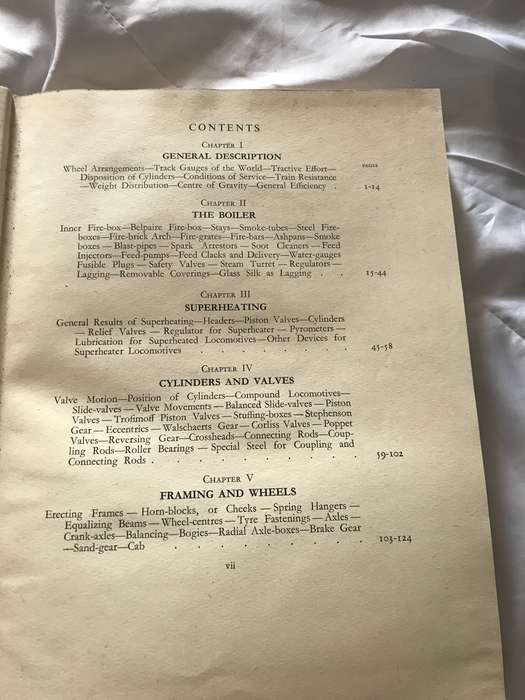 CONTENTS
CHAPTER I
GENERAL DESCRIPTION
PAGES
Wheel Arrangements—Track Gauges of the World—Tractive Effort—
Disposition of Cylinders—Conditions of Service—Train Resistance
—Weight Distribution—Centre of Gravity—General Efficiency . 1-14
CHAPTER II
THE BOILER
Inner Fire-box—Belpaire Fire-box—Stays—Smoke-tubes—Steel Fire-
boxes—Fire-brick Arch—Fire-grates—Fire-bars—Ashpans—Smoke
boxes — Blast-pipes — Spark Arrestors — Soot Cleaners — Feed
Injectors—Feed-pumps—Feed Clacks and Delivery—Water-gauges
Fusible Plugs — Safety Valves — Steam Turret — Regulators—
Lagging—Removable Coverings—Glass Silk as Lagging . . 15-44
CHAPTER III
SUPERHEATING
General Results of Superheating—Headers—Piston Valves—Cylinders
— Relief Valves — Regulator for Superheater — Pyrometers—
Lubrication for Superheated Locomotives—Other Devices for
Superheater Locomotives . . . . . . . 45-58
CHAPTER IV
CYLINDERS AND VALVES
Valve Motion—Position of Cylinders—Compound Locomotives—
Slide-valves — Valve Movements — Balanced Slide-valves — Piston
Valves — Trofimoff Piston Valves — Stuffing-boxes — Stephenson
Gear — Eccentrics — Walschaerts Gear — Corliss Valves — Poppet
Valves—Reversing Gear—Crossheads—Connecting Rods—Coup-
ling Rods—Roller Bearings — Special Steel for Coupling and
Connecting Rods . . . . . . . . . 59-102
CHAPTER V
FRAMING AND WHEELS
Erecting Frames — Horn-blocks, or Cheeks — Spring Hangers —
Equalizing Beams — Wheel-centres — Tyre Fastenings — Axles —
Crank-axles—Balancing—Bogies—Radial Axle-boxes—Brake Gear
—Sand-gear—Cab . . . . . . . . 103-124
vii